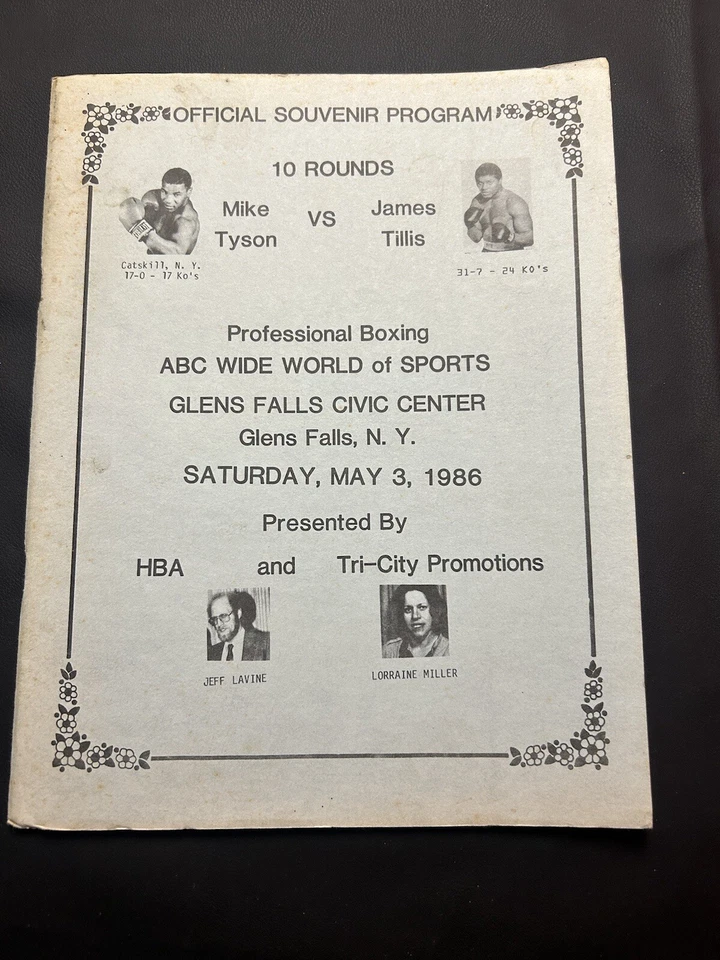 OFFICIAL SOUVENIR PROGRAM
10 ROUNDS
Mike Tyson VS James Tillis
Catskill, N. Y.
17-0 - 17 Ko's
31-7 - 24 KO's
Professional Boxing
ABC WIDE WORLD of SPORTS
GLENS FALLS CIVIC CENTER
Glens Falls, N. Y.
SATURDAY, MAY 3, 1986
Presented By
HBA and Tri-City Promotions
JEFF LAVINE
LORRAINE MILLER